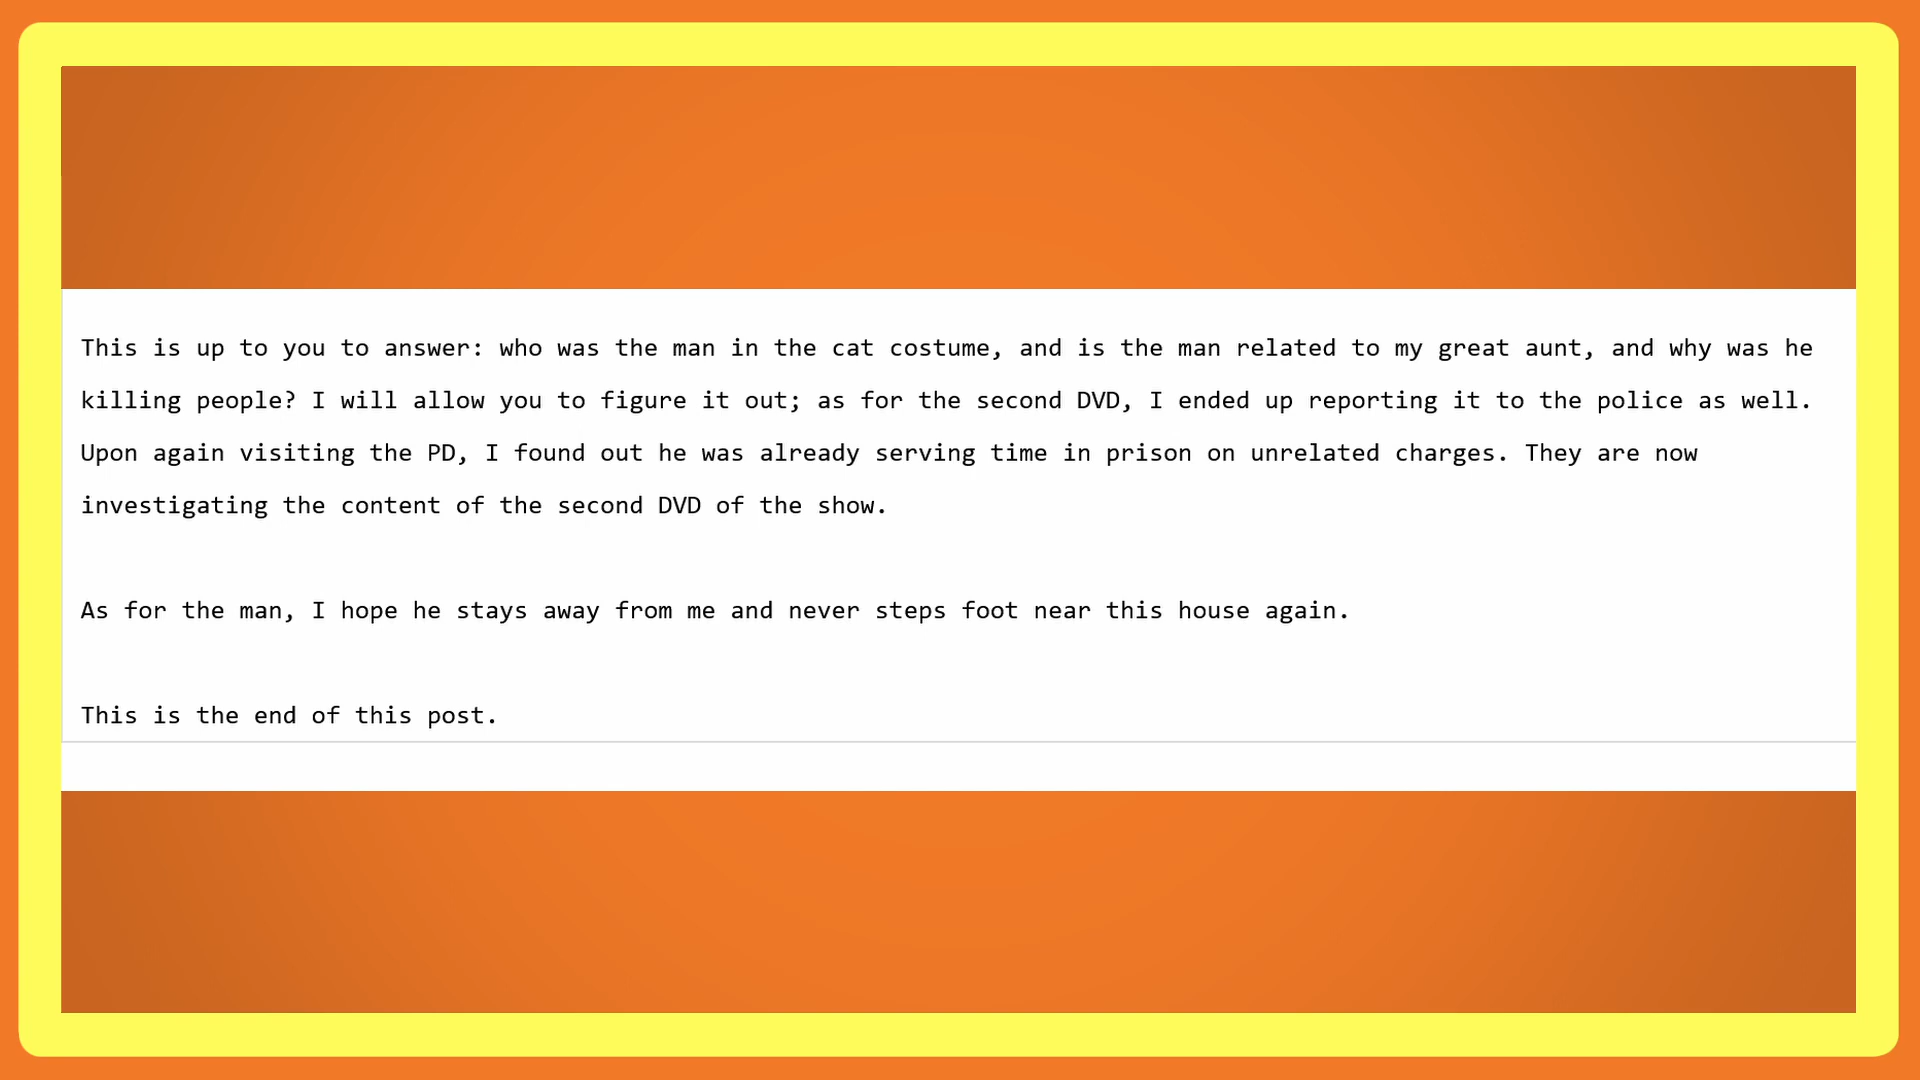 This is up to you to answer: who was the man in the cat costume, and is the man related to my great aunt, and why was he
killing people? I will allow you to figure it out; as for the second DVD, I ended up reporting it to the police as well.
Upon again visiting the PD, I found out he was already serving time in prison on unrelated charges. They are now
investigating the content of the second DVD of the show.
As for the man, I hope he stays away from me and never steps foot near this house again.
This is the end of this post.